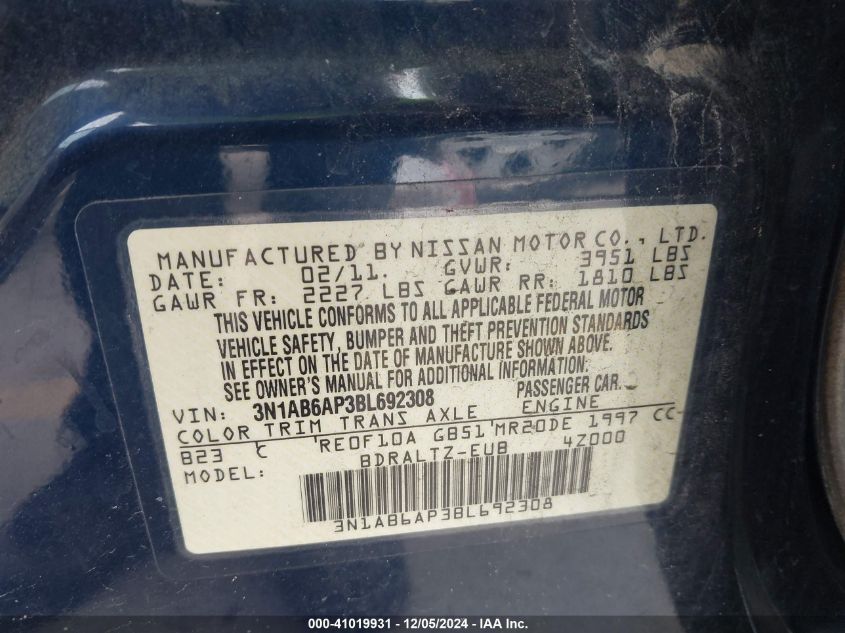 MANUFACTURED BY NISSAN MOTOR CO., LTD.
DATE: 02/11. GVWR: 3951 LBS
GAWR FR: 2227 LBS GAWR RR: 1810 LBS
THIS VEHICLE CONFORMS TO ALL APPLICABLE FEDERAL MOTOR
VEHICLE SAFETY, BUMPER AND THEFT PREVENTION STANDARDS
IN EFFECT ON THE DATE OF MANUFACTURE SHOWN ABOVE.
SEE OWNER'S MANUAL FOR ADDITIONAL INFORMATION:
VIN: 3N1AB6AP3BL692308 PASSENGER CAR
COLOR TRIM TRANS AXLE ENGINE
B23 C RE0F10A GB51 MR20DE 1997 CC
MODEL: BDRALTZ-EUB 4Z000
3N1AB6AP3BL692308
000-41019931 - 12/05/2024 - IAA Inc.